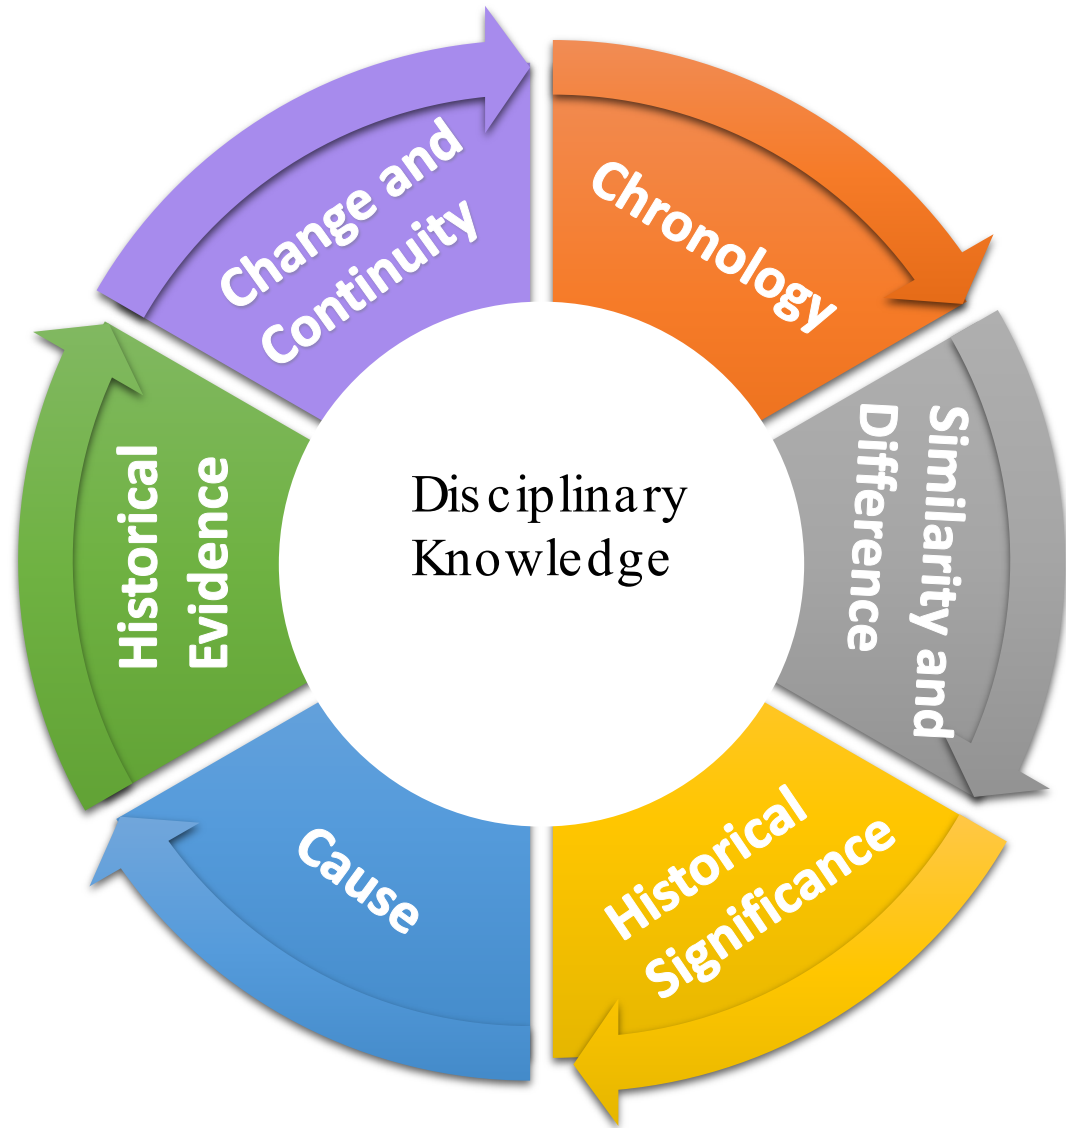 Change and
Continuity
Chronology
Similarity and
Difference
Historical
Significance
Cause
Historical
Evidence
Disciplinary
Knowledge